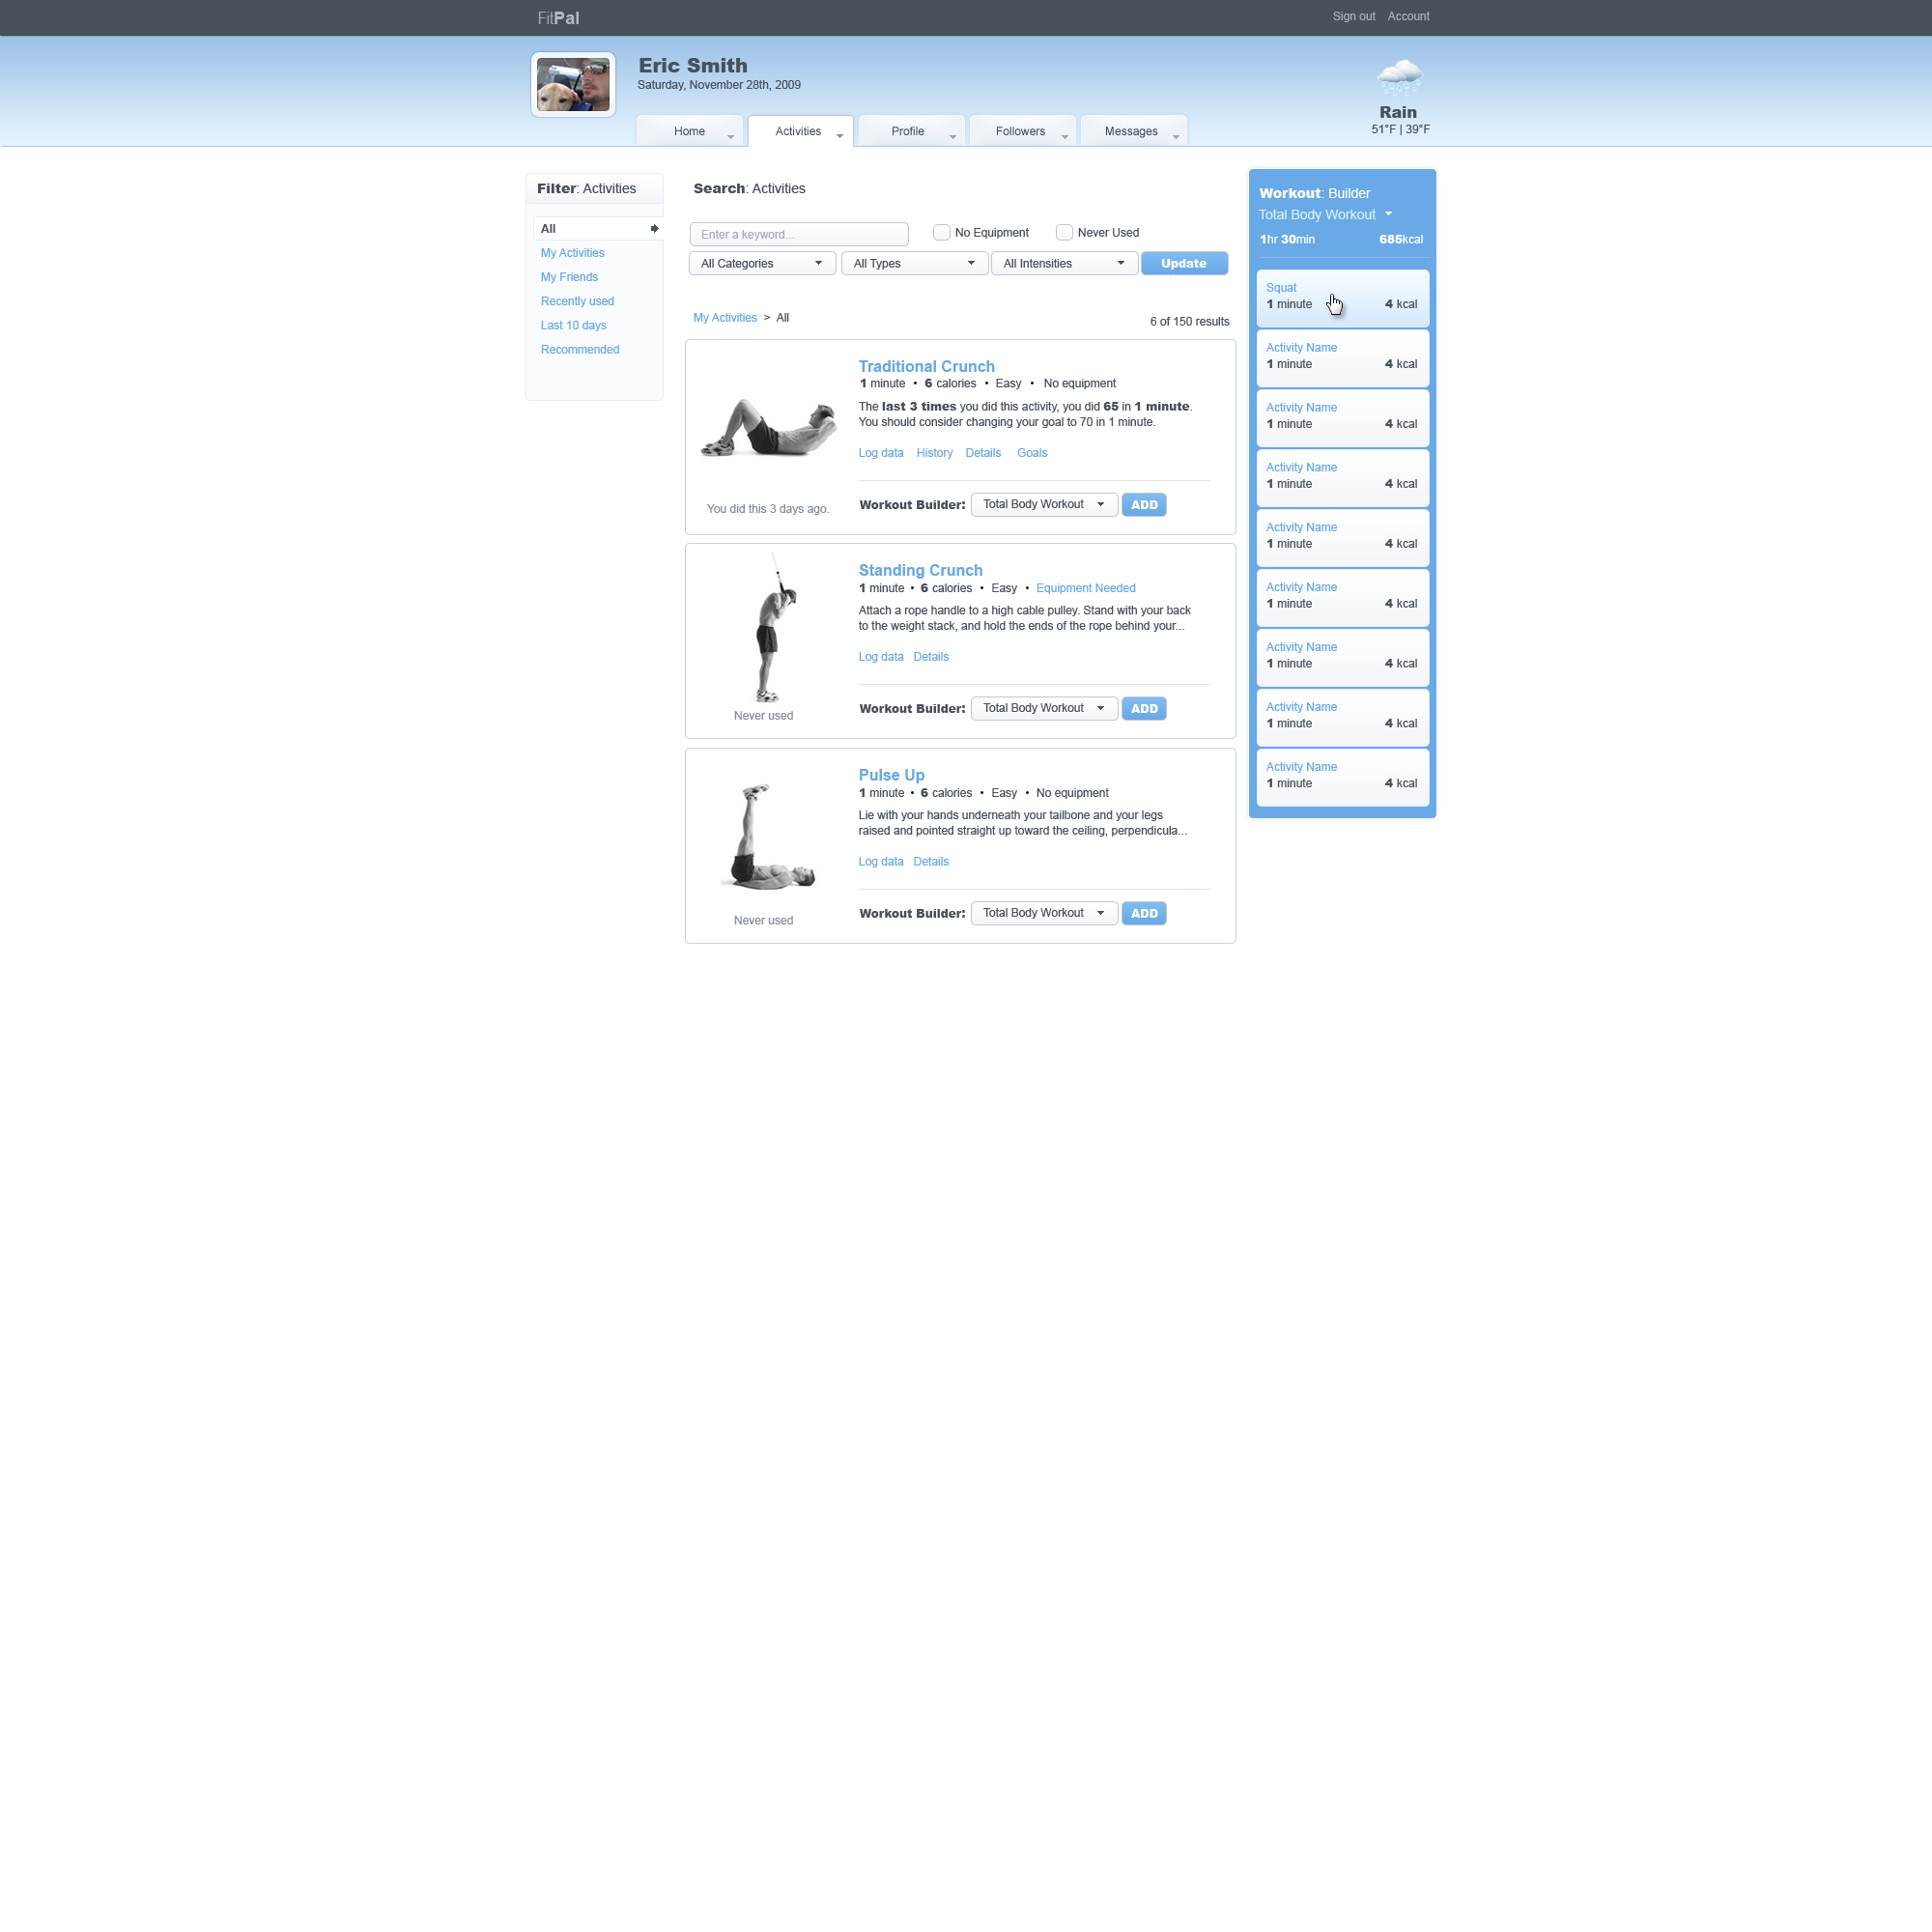 FitPal
Sign out Account
Eric Smith
Saturday, November 28th, 2009
Rain
51°F | 39°F
Home Activities Profile Followers Messages
Filter: Activities
All
My Activities
My Friends
Recently used
Last 10 days
Recommended
Search: Activities
Enter a keyword...
No Equipment
Never Used
All Categories
All Types
All Intensities
Update
My Activities > All
6 of 150 results
Traditional Crunch
1 minute • 6 calories • Easy • No equipment
The last 3 times you did this activity, you did 65 in 1 minute.
You should consider changing your goal to 70 in 1 minute.
Log data History Details Goals
You did this 3 days ago.
Workout Builder: Total Body Workout ADD
Standing Crunch
1 minute • 6 calories • Easy • Equipment Needed
Attach a rope handle to a high cable pulley. Stand with your back
to the weight stack, and hold the ends of the rope behind your...
Log data Details
Never used
Workout Builder: Total Body Workout ADD
Pulse Up
1 minute • 6 calories • Easy • No equipment
Lie with your hands underneath your tailbone and your legs
raised and pointed straight up toward the ceiling, perpendicula...
Log data Details
Never used
Workout Builder: Total Body Workout ADD
Workout: Builder
Total Body Workout
1hr 30min 685kcal
Squat
1 minute 4 kcal
Activity Name
1 minute 4 kcal
Activity Name
1 minute 4 kcal
Activity Name
1 minute 4 kcal
Activity Name
1 minute 4 kcal
Activity Name
1 minute 4 kcal
Activity Name
1 minute 4 kcal
Activity Name
1 minute 4 kcal
Activity Name
1 minute 4 kcal